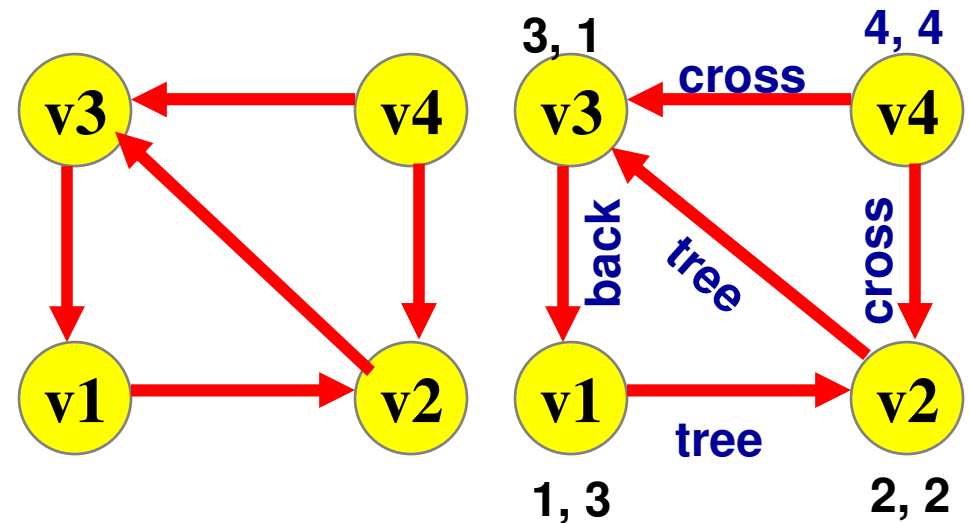 v3
v4
v1
v2
3, 1
4, 4
cross
v3
v4
back
tree
cross
v1
v2
tree
1, 3
2, 2